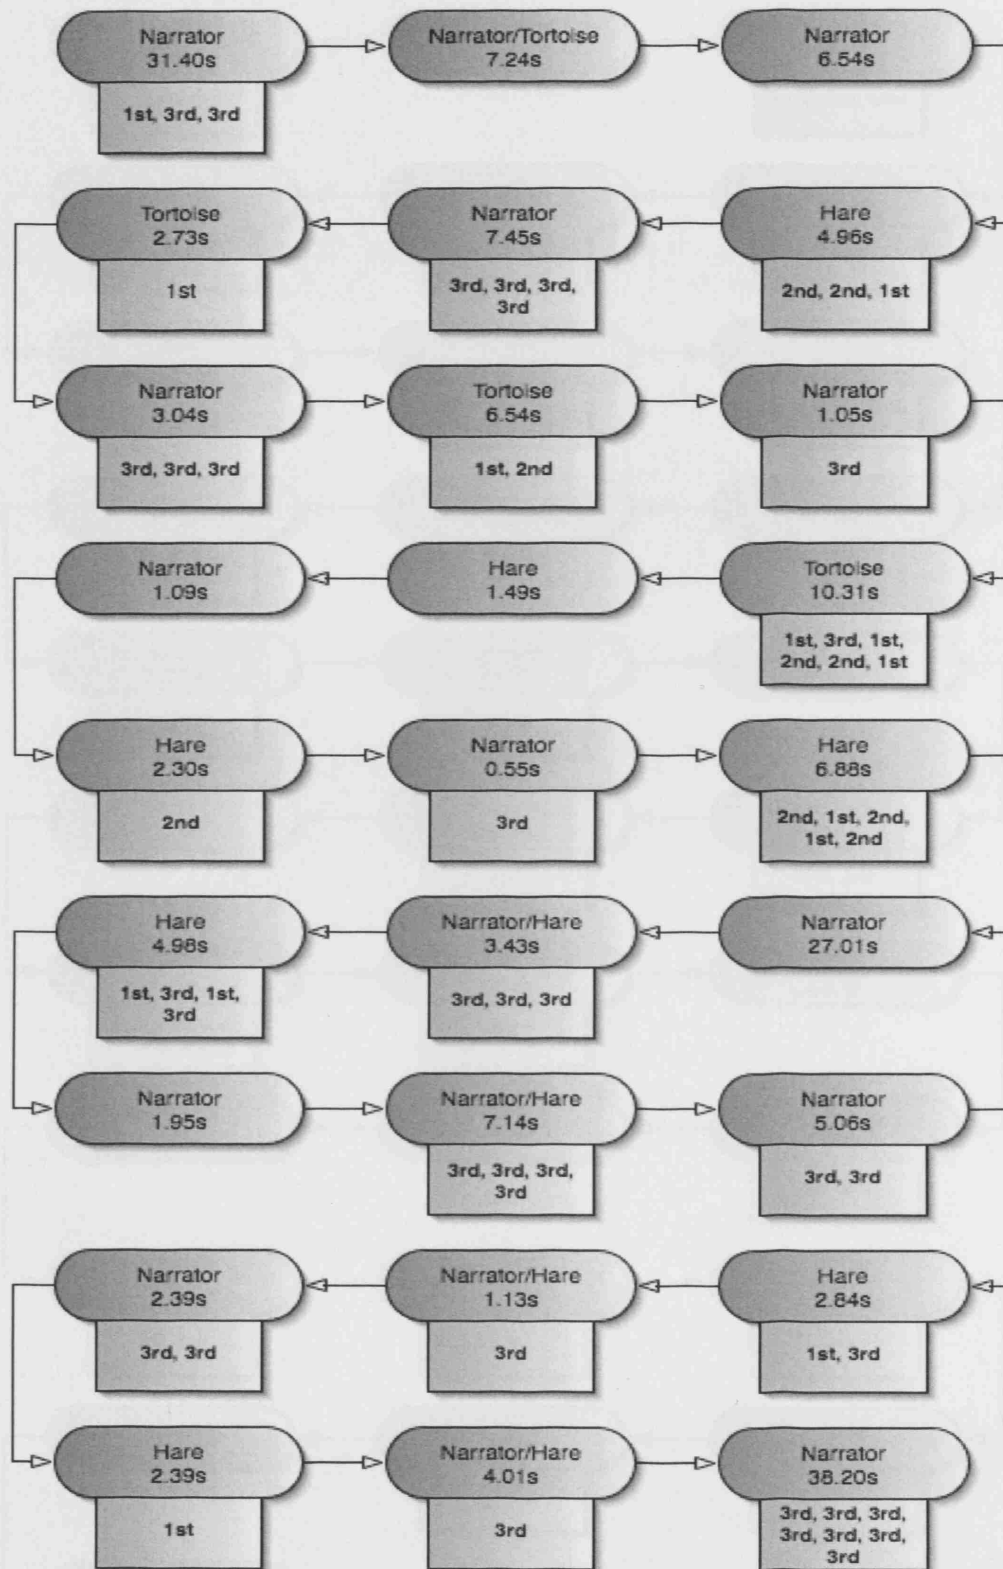 Narrator
31.40s
1st, 3rd, 3rd
Narrator/Tortoise
7.24s
Narrator
6.54s
Hare
4.96s
2nd, 2nd, 1st
Narrator
7.45s
3rd, 3rd, 3rd,
3rd
Tortoise
2.73s
1st
Narrator
3.04s
3rd, 3rd, 3rd
Tortoise
6.54s
1st, 2nd
Narrator
1.05s
3rd
Tortoise
10.31s
1st, 3rd, 1st,
2nd, 2nd, 1st
Hare
1.49s
Narrator
1.09s
Hare
2.30s
2nd
Narrator
0.55s
3rd
Hare
6.88s
2nd, 1st, 2nd,
1st, 2nd
Narrator
27.01s
Narrator/Hare
3.43s
3rd, 3rd, 3rd
Hare
4.98s
1st, 3rd, 1st,
3rd
Narrator
1.95s
Narrator/Hare
7.14s
3rd, 3rd, 3rd,
3rd
Narrator
5.06s
3rd, 3rd
Hare
2.84s
1st, 3rd
Narrator/Hare
1.13s
3rd
Narrator
2.39s
3rd, 3rd
Hare
2.39s
1st
Narrator/Hare
4.01s
3rd
Narrator
38.20s
3rd, 3rd, 3rd,
3rd, 3rd, 3rd,
3rd